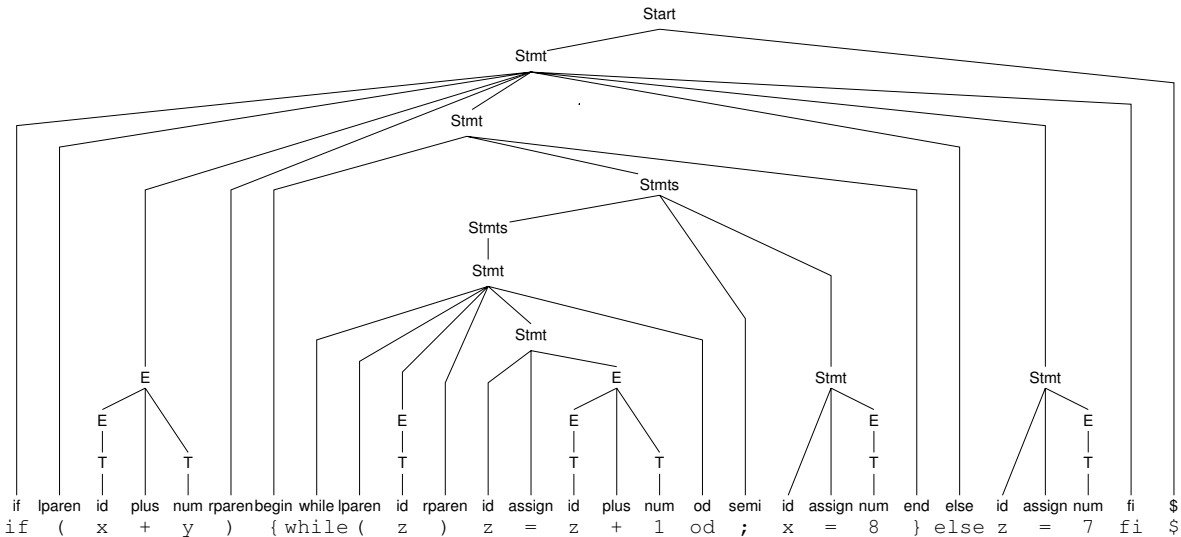 Start
Stmt
Stmt
Stmts
Stmts
Stmt
Stmt
E E Stmt Stmt
E E E E E
T T T T T T T
if lparen id plus num rparen begin while lparen id rparen id assign id plus num od semi id assign num end else id assign num fi $
if ( x + y ) { while ( z ) z = z + 1 od ; x = 8 } else z = 7 fi $